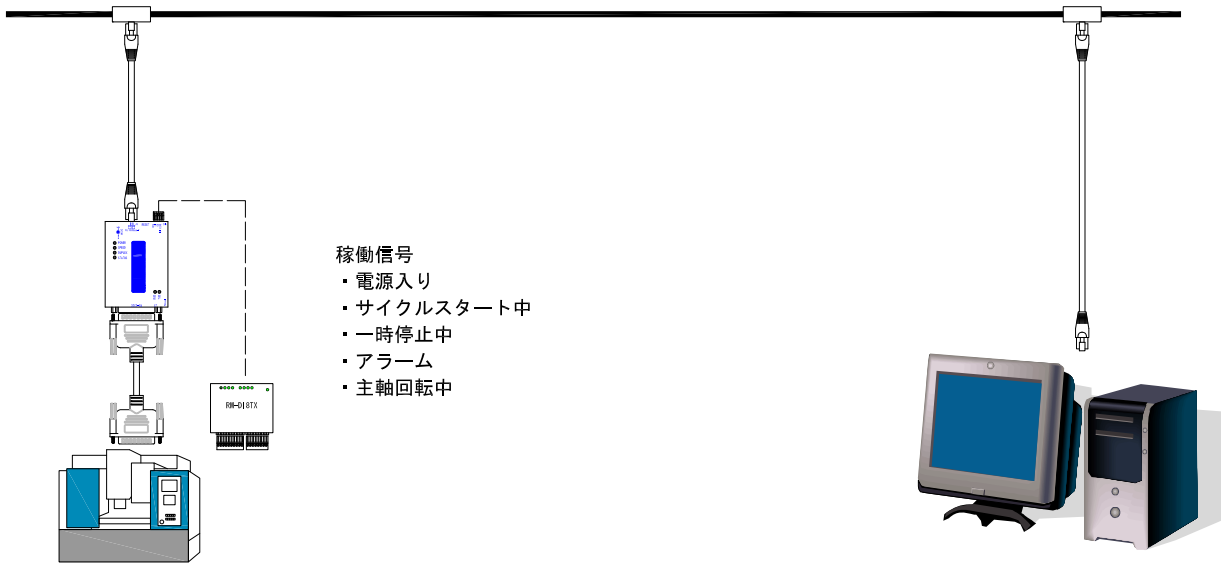 稼働信号
・電源入り
・サイクルスタート中
・一時停止中
・アラーム
・主軸回転中
RM-DI8TX